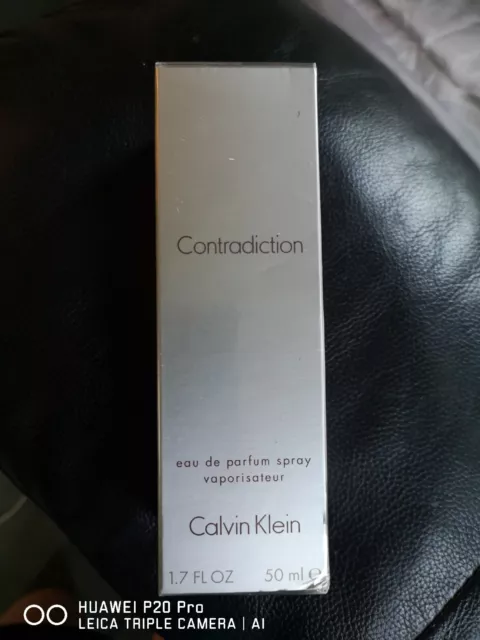 Contradiction
eau de parfum spray
vaporisateur
Calvin Klein
1.7 FL OZ 50 ml ℮
HUAWEI P20 Pro
LEICA TRIPLE CAMERA | AI